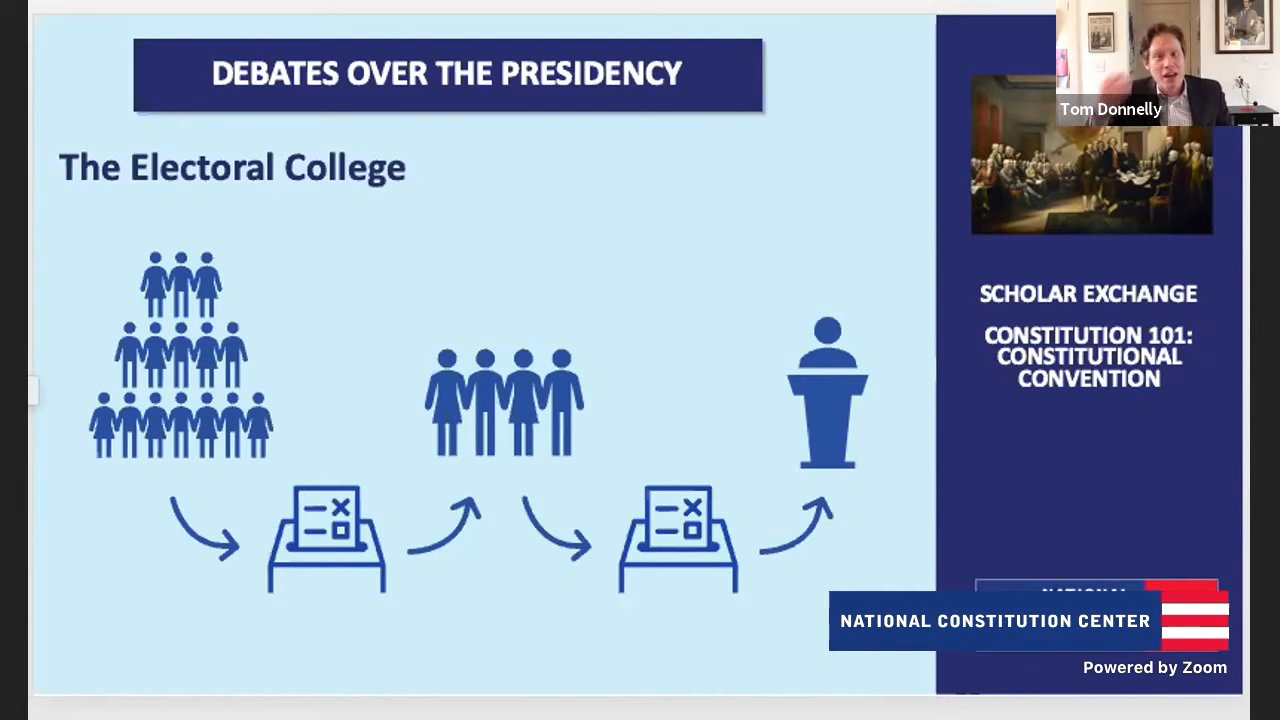 DEBATES OVER THE PRESIDENCY
The Electoral College
Tom Donnelly
SCHOLAR EXCHANGE
CONSTITUTION 101:
CONSTITUTIONAL
CONVENTION
NATIONAL
NATIONAL CONSTITUTION CENTER
Powered by Zoom